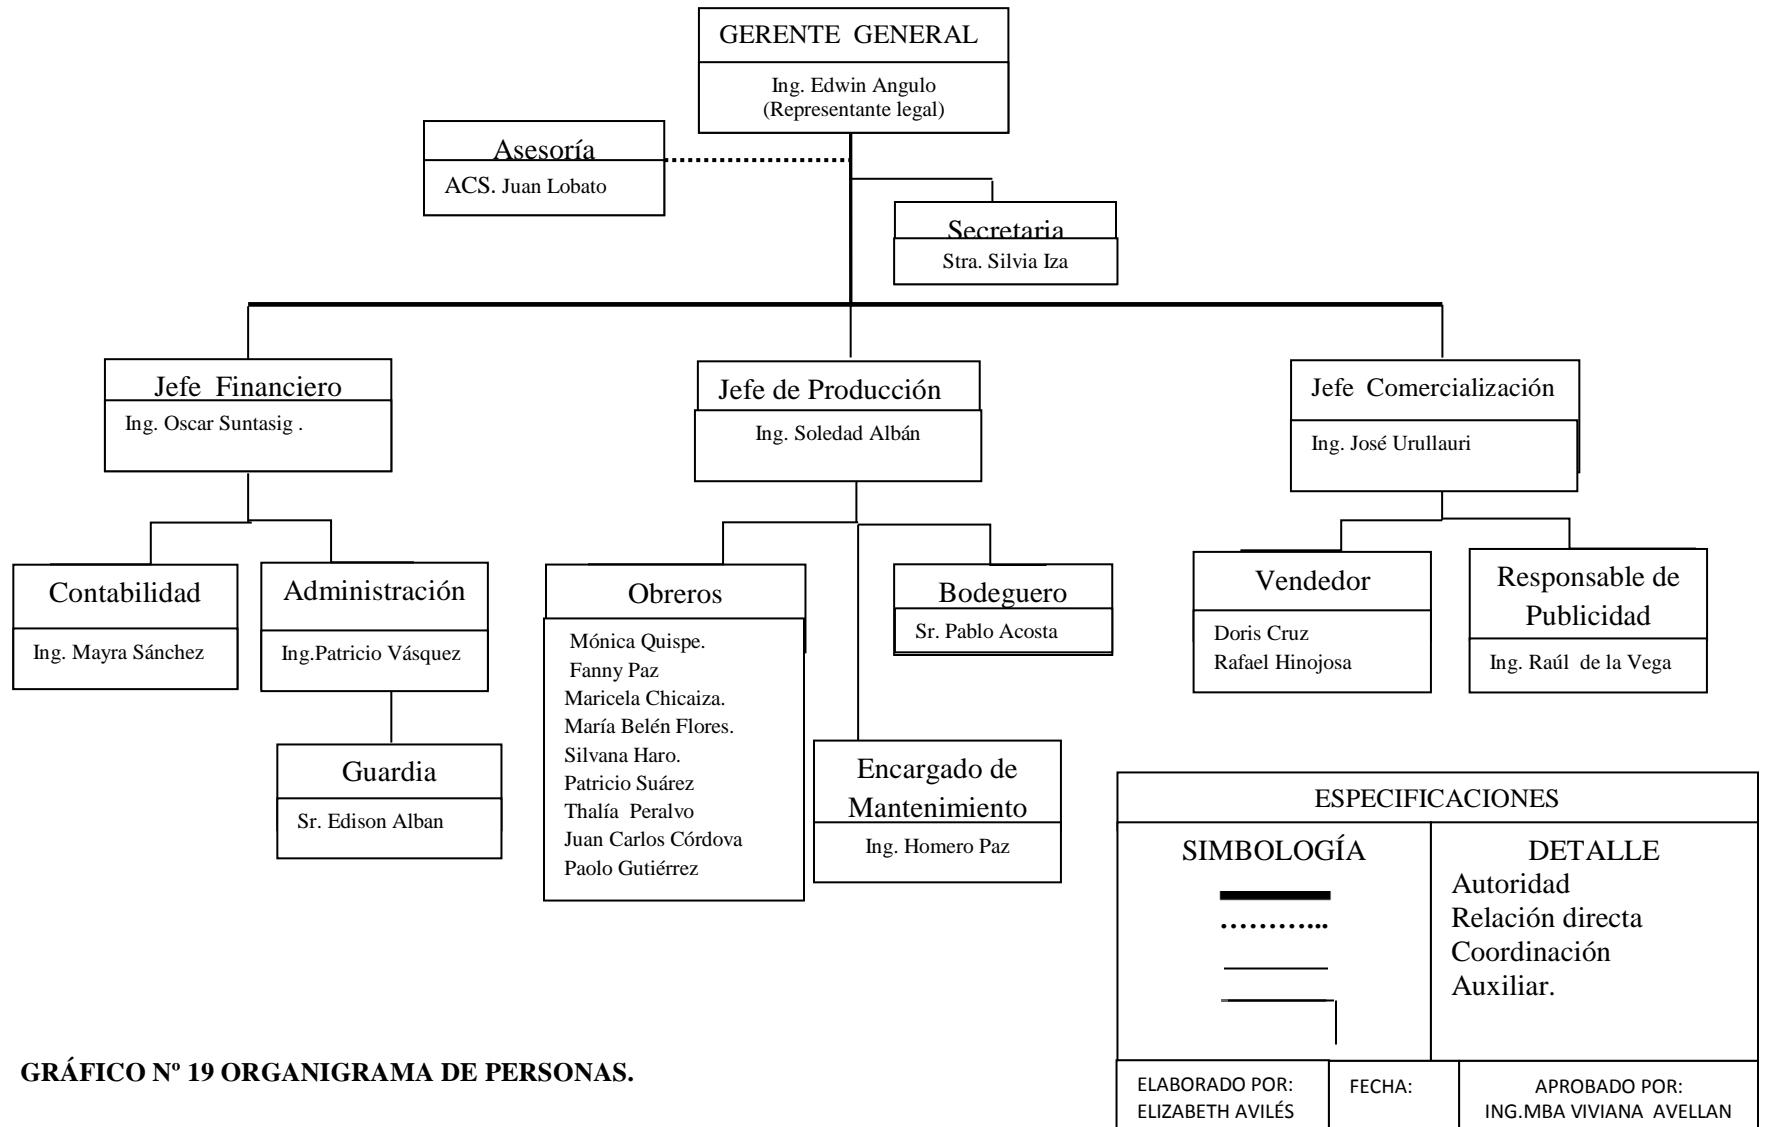 GERENTE GENERAL
Ing. Edwin Angulo
(Representante legal)
Asesoría
ACS. Juan Lobato
Secretaria
Stra. Silvia Iza
Jefe Financiero
Ing. Oscar Suntasig .
Jefe de Producción
Ing. Soledad Albán
Jefe Comercialización
Ing. José Urullauri
Contabilidad
Ing. Mayra Sánchez
Administración
Ing.Patricio Vásquez
Guardia
Sr. Edison Alban
Obreros
Mónica Quispe.
Fanny Paz
Maricela Chicaiza.
María Belén Flores.
Silvana Haro.
Patricio Suárez
Thalía Peralvo
Juan Carlos Córdova
Paolo Gutiérrez
Bodeguero
Sr. Pablo Acosta
Encargado de
Mantenimiento
Ing. Homero Paz
Vendedor
Doris Cruz
Rafael Hinojosa
Responsable de
Publicidad
Ing. Raúl de la Vega
ESPECIFICACIONES
SIMBOLOGÍA
DETALLE
Autoridad
Relación directa
Coordinación
Auxiliar.
ELABORADO POR:
ELIZABETH AVILÉS
FECHA:
APROBADO POR:
ING.MBA VIVIANA AVELLAN
GRÁFICO Nº 19 ORGANIGRAMA DE PERSONAS.